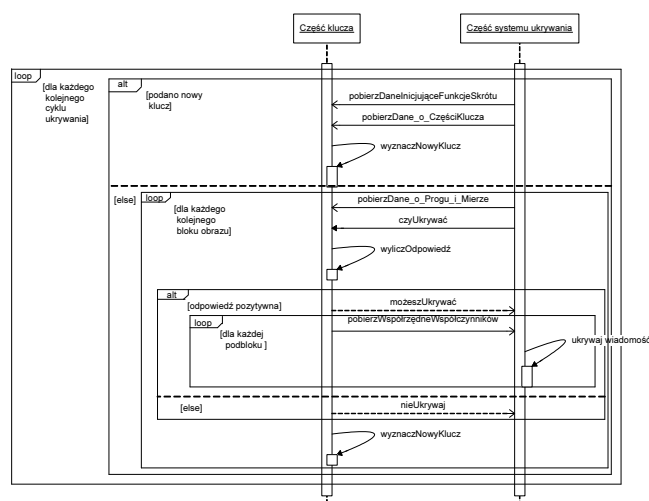 Część klucza
Część systemu ukrywania
loop
[dla każdego
kolejnego
cyklu
ukrywania]
alt
[podano nowy
klucz]
pobierzDaneInicjująceFunkcjeSkrótu
pobierzDane_o_CzęściKlucza
wyznaczNowyKlucz
[else]
loop
[dla każdego
kolejnego
bloku obrazu]
pobierzDane_o_Progu_i_Mierze
czyUkrywać
wyliczOdpowiedź
alt
[odpowiedź pozytywna]
możeszUkrywać
loop
[dla każdej
podbloku ]
pobierzWspółrzędneWspółczynników
ukrywaj wiadomość
[else]
nieUkrywaj
wyznaczNowyKlucz